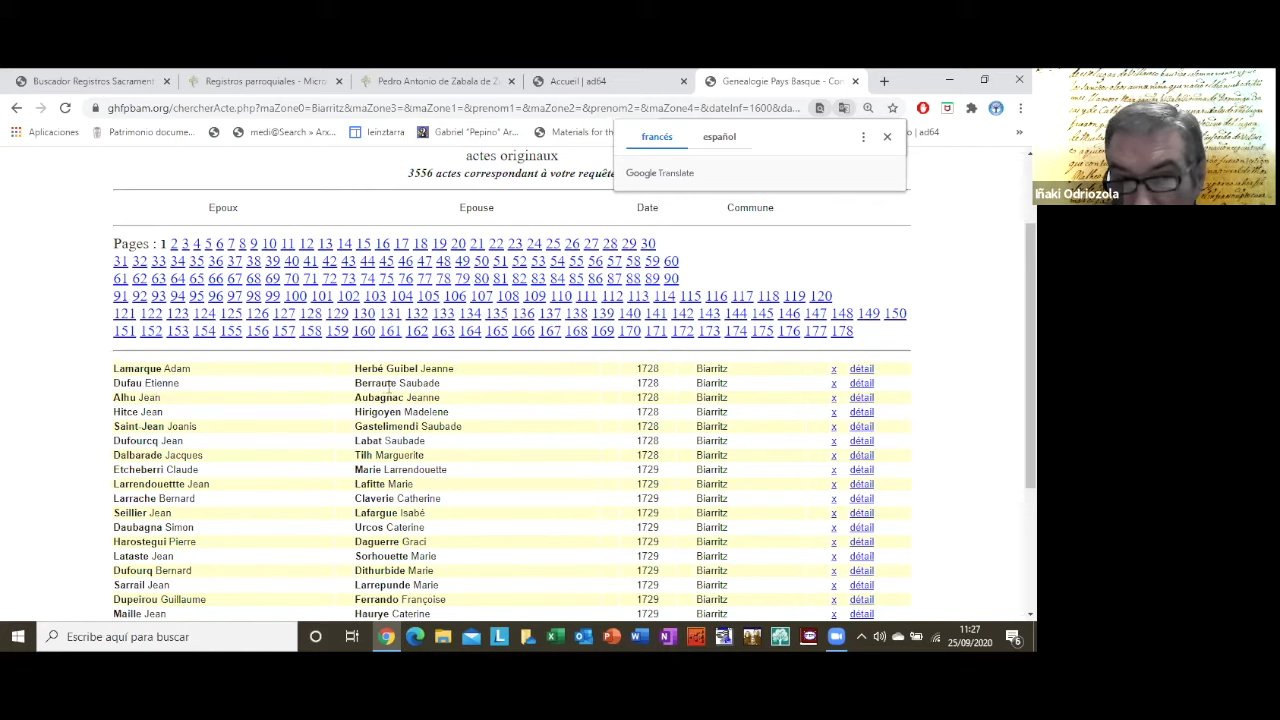 Buscador Registros Sacrament
Registros parroquiales - Micro
Pedro Antonio de Zabala de Z
Accueil | ad64
Genealogie Pays Basque - Con
ghfpbam.org/chercherActe.php?maZone0=Biarritz&maZone3=&maZone1=&prenom1=&maZone2=&prenom2=&maZone4=&dateInf=1600&da...
Aplicaciones
Patrimonio docume...
medi@Search » Arx...
leinztarra
Gabriel "Pepino" Ar...
Materials for the
ad64
»
francés
español
Google Translate
Iñaki Odriozola
actes originaux
3556 actes correspondant à votre requête
Epoux Epouse Date Commune
Pages : 1 2 3 4 5 6 7 8 9 10 11 12 13 14 15 16 17 18 19 20 21 22 23 24 25 26 27 28 29 30
31 32 33 34 35 36 37 38 39 40 41 42 43 44 45 46 47 48 49 50 51 52 53 54 55 56 57 58 59 60
61 62 63 64 65 66 67 68 69 70 71 72 73 74 75 76 77 78 79 80 81 82 83 84 85 86 87 88 89 90
91 92 93 94 95 96 97 98 99 100 101 102 103 104 105 106 107 108 109 110 111 112 113 114 115 116 117 118 119 120
121 122 123 124 125 126 127 128 129 130 131 132 133 134 135 136 137 138 139 140 141 142 143 144 145 146 147 148 149 150
151 152 153 154 155 156 157 158 159 160 161 162 163 164 165 166 167 168 169 170 171 172 173 174 175 176 177 178
Lamarque Adam Herbé Guibel Jeanne 1728 Biarritz x détail
Dufau Etienne Berraute Saubade 1728 Biarritz x détail
Alhu Jean Aubagnac Jeanne 1728 Biarritz x détail
Hitce Jean Hirigoyen Madelene 1728 Biarritz x détail
Saint-Jean Joanis Gastelimendi Saubade 1728 Biarritz x détail
Dufourcq Jean Labat Saubade 1728 Biarritz x détail
Dalbarade Jacques Tilh Marguerite 1728 Biarritz x détail
Etcheberri Claude Marie Larrendouette 1729 Biarritz x détail
Larrendouettte Jean Lafitte Marie 1729 Biarritz x détail
Larrache Bernard Claverie Catherine 1729 Biarritz x détail
Seillier Jean Lafargue Isabé 1729 Biarritz x détail
Daubagna Simon Urcos Caterine 1729 Biarritz x détail
Harostegui Pierre Daguerre Graci 1729 Biarritz x détail
Lataste Jean Sorhouette Marie 1729 Biarritz x détail
Dufourq Bernard Dithurbide Marie 1729 Biarritz x détail
Sarrail Jean Larrepunde Marie 1729 Biarritz x détail
Dupeirou Guillaume Ferrando Françoise 1729 Biarritz x détail
Maille Jean Haurye Caterine 1729 Biarritz x détail
Escribe aquí para buscar
11:27
25/09/2020
6